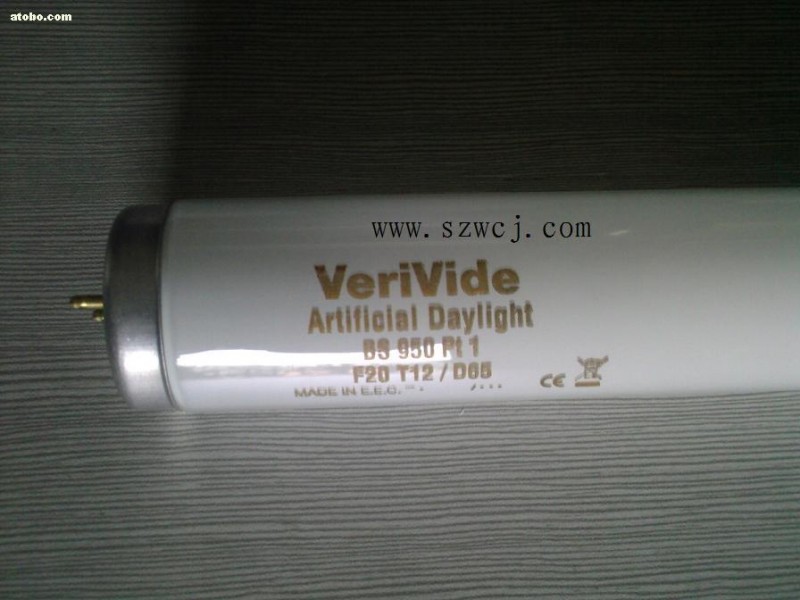 atobo.com
www.szwcj.com
VeriVide
Artificial Daylight
BS 950 Pt 1
F20 T12 / D65
MADE IN E.E.C.
CE